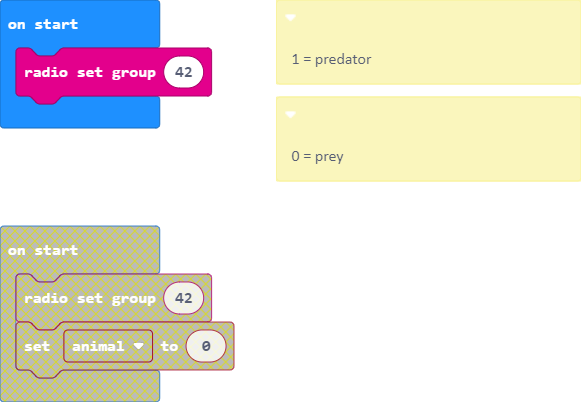 on start
radio set group 42
1 = predator
0 = prey
on start
radio set group 42
set animal to 0